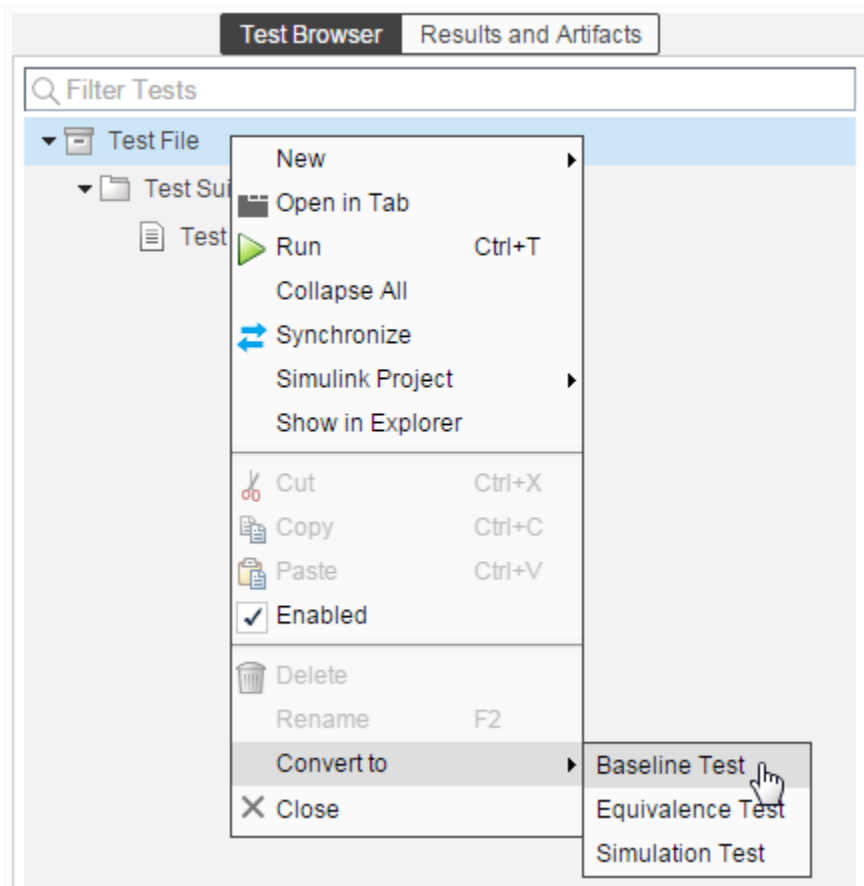 Test Browser Results and Artifacts
Filter Tests
Test File
New
Test Sui
Open in Tab
Test
Run Ctrl+T
Collapse All
Synchronize
Simulink Project
Show in Explorer
Cut Ctrl+X
Copy Ctrl+C
Paste Ctrl+V
Enabled
Delete
Rename F2
Convert to
Baseline Test
Close
Equivalence Test
Simulation Test